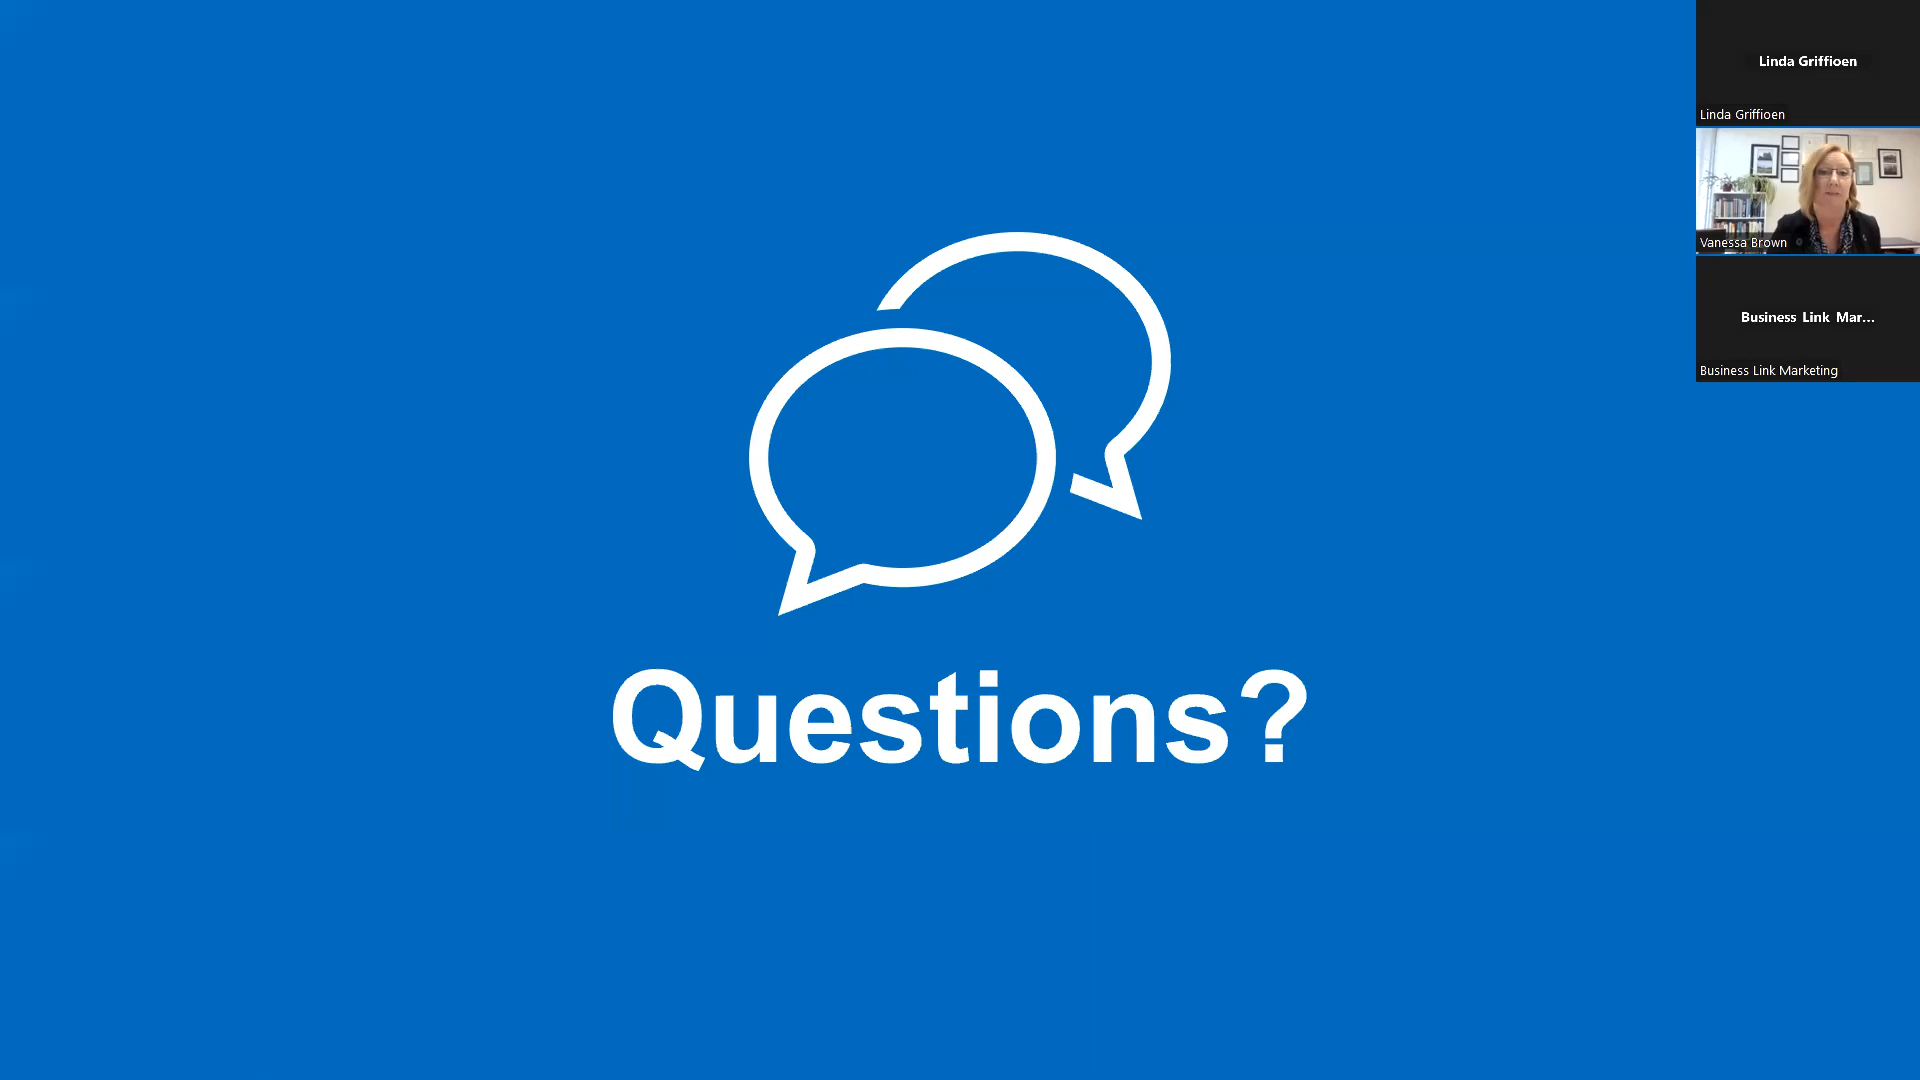 Linda Griffioen
Linda Griffioen
Vanessa Brown
Business Link Mar...
Business Link Marketing
Questions?